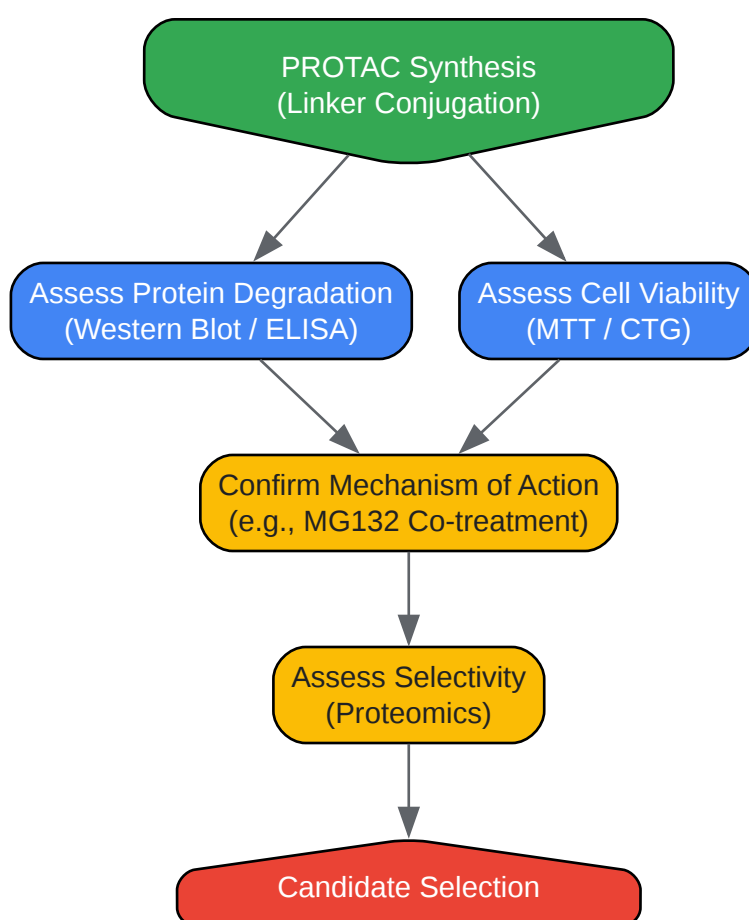 PROTAC Synthesis
(Linker Conjugation)
Assess Protein Degradation
(Western Blot / ELISA)
Assess Cell Viability
(MTT / CTG)
Confirm Mechanism of Action
(e.g., MG132 Co-treatment)
Assess Selectivity
(Proteomics)
Candidate Selection